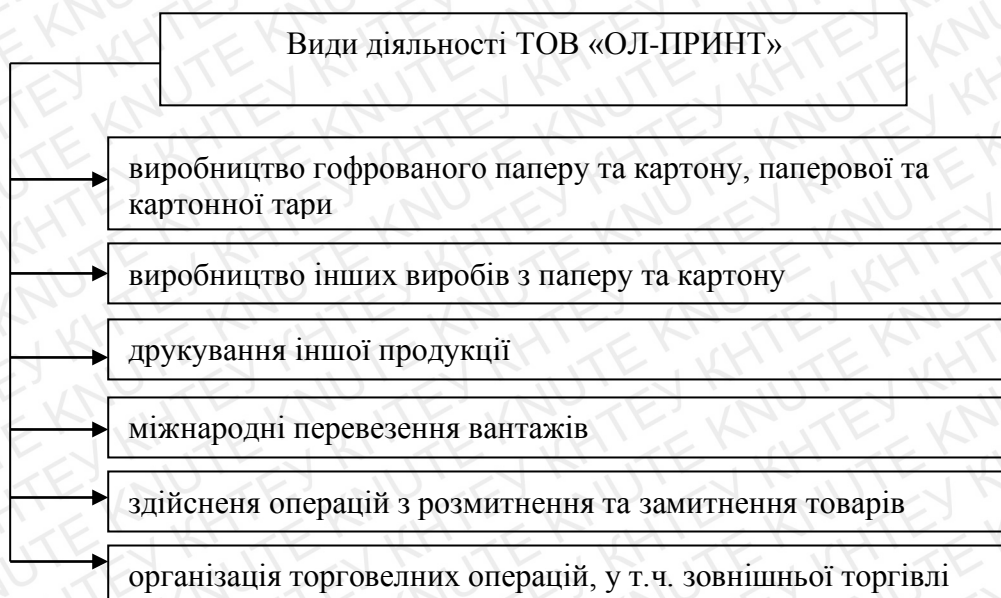 Види діяльності ТОВ «ОЛ-ПРИНТ»
виробництво гофрованого паперу та картону, паперової та
картонної тари
виробництво інших виробів з паперу та картону
друкування іншої продукції
міжнародні перевезення вантажів
здійсненя операцій з розмитнення та замитнення товарів
організація торговелних операцій, у т.ч. зовнішньої торгівлі